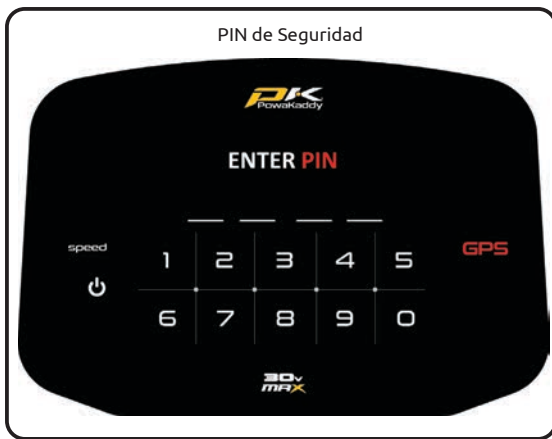 PIN de Seguridad
PK
PowaKaddy
ENTER PIN
speed
1 2 3 4 5
GPS
6 7 8 9 0
30v
MAX